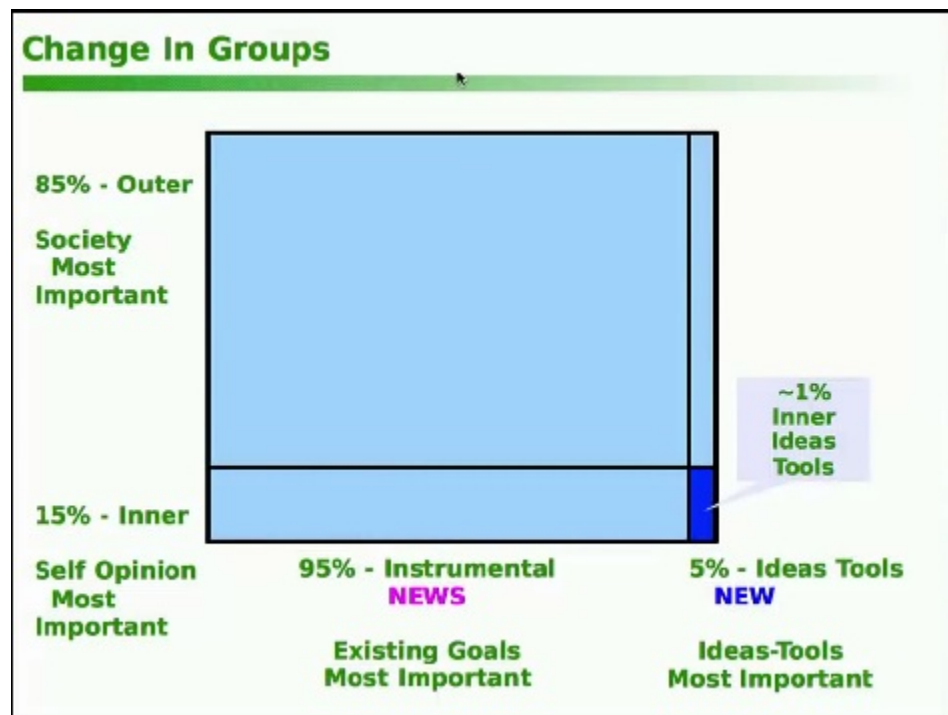 Change In Groups
85% - Outer
Society
Most
Important
~1%
Inner
Ideas
Tools
15% - Inner
Self Opinion
Most
Important
95% - Instrumental
NEWS
Existing Goals
Most Important
5% - Ideas Tools
NEW
Ideas-Tools
Most Important